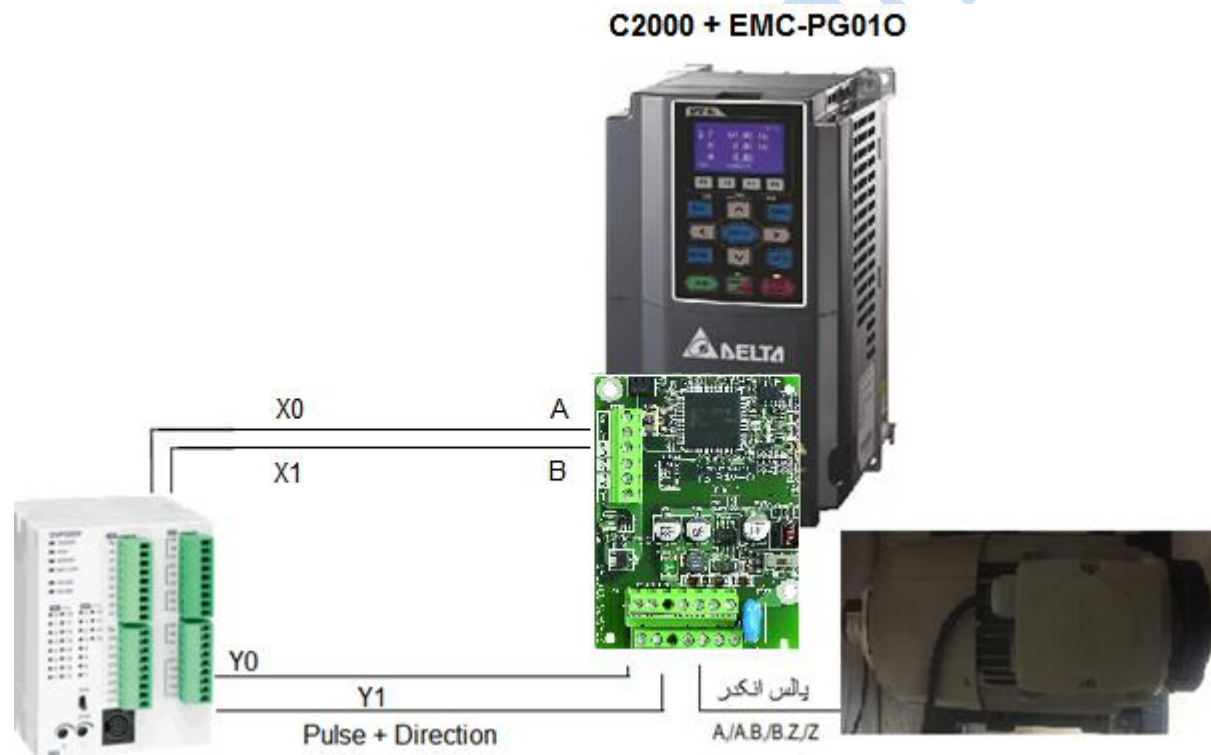 C2000 + EMC-PG01O
DELTA
X0
A
X1
B
Y0
Y1
Pulse + Direction
پالس انکدر
A,/A.B,/B.Z,/Z